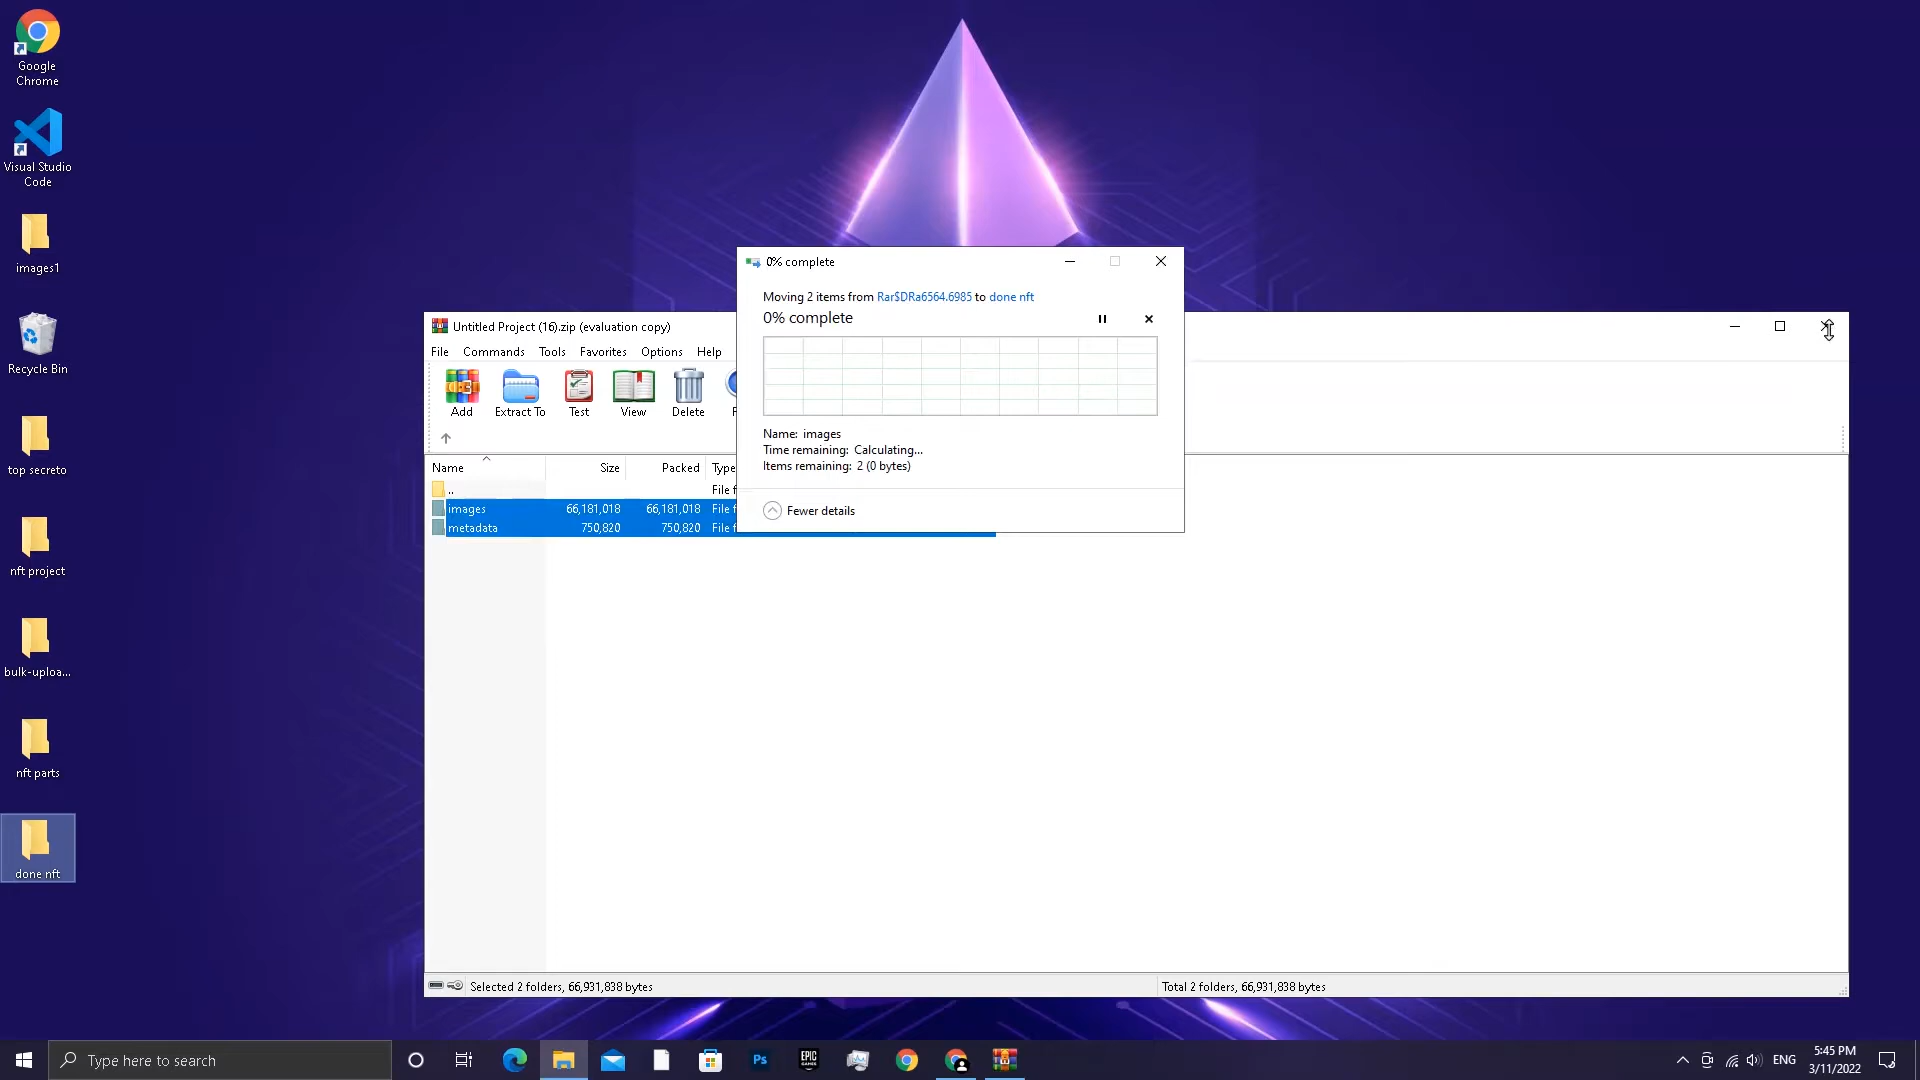 Google
Chrome
Visual Studio
Code
images1
Recycle Bin
top secreto
nft project
bulk-uploa...
nft parts
done nft
0% complete
Moving 2 items from Rar$DRa6564.6985 to done nft
0% complete
Name: images
Time remaining: Calculating...
Items remaining: 2 (0 bytes)
Fewer details
Untitled Project (16).zip (evaluation copy)
File Commands Tools Favorites Options Help
Add Extract To Test View Delete
Name Size Packed Type
.. File f
images 66,181,018 66,181,018 File f
metadata 750,820 750,820 File f
Selected 2 folders, 66,931,838 bytes
Total 2 folders, 66,931,838 bytes
Type here to search
Ps
EPIC
GAMES
ENG
5:45 PM
3/11/2022